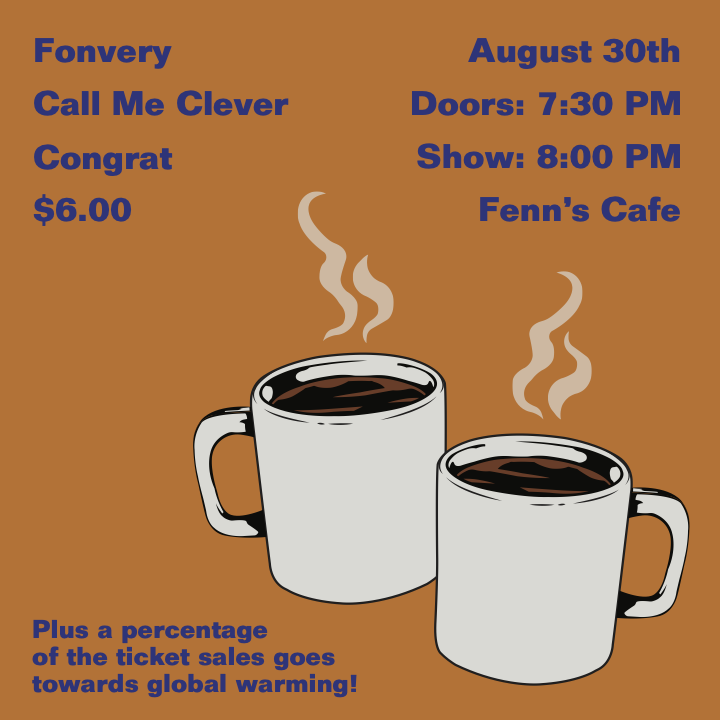 Fonvery
Call Me Clever
Congrat
$6.00
August 30th
Doors: 7:30 PM
Show: 8:00 PM
Fenn's Cafe
Plus a percentage
of the ticket sales goes
towards global warming!